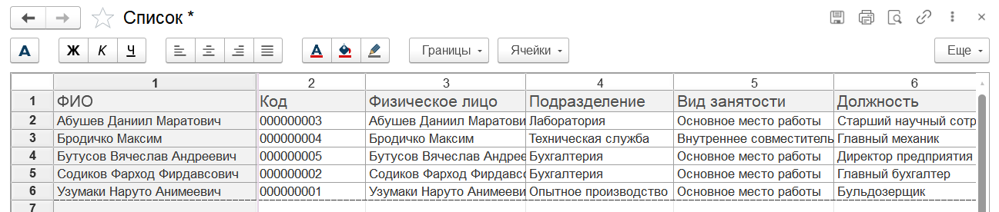 Список *
А Ж К Ч А Границы Ячейки Еще
1 2 3 4 5 6
1 ФИО Код Физическое лицо Подразделение Вид занятости Должность
2 Абушев Даниил Маратович 000000003 Абушев Даниил Маратови Лаборатория Основное место работы Старший научный сотр
3 Бродичко Максим 000000004 Бродичко Максим Техническая служба Внутреннее совместитель Главный механик
4 Бутусов Вячеслав Андреевич 000000005 Бутусов Вячеслав Андрее Бухгалтерия Основное место работы Директор предприятия
5 Содиков Фарход Фирдавсович 000000002 Содиков Фарход Фирдавсо Бухгалтерия Основное место работы Главный бухгалтер
6 Узумаки Наруто Анимеевич 000000001 Узумаки Наруто Анимееви Опытное производство Основное место работы Бульдозерщик
7